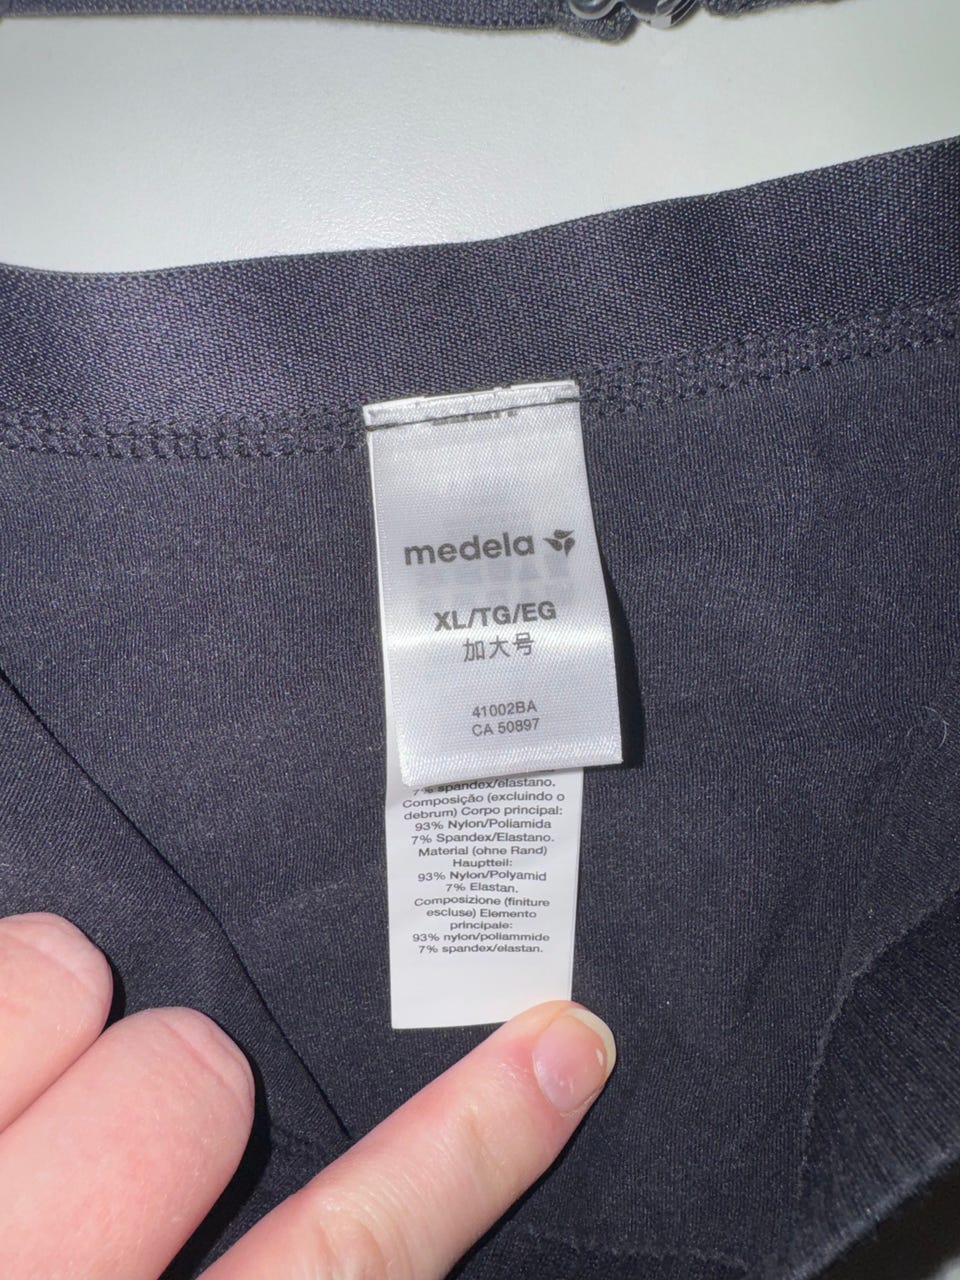 medela
XL/TG/EG
加大号
41002BA
CA 50897
7% spandex/elastano.
Composição (excluindo o
debrum) Corpo principal:
93% Nylon/Poliamida
7% Spandex/Elastano.
Material (ohne Rand)
Hauptteil:
93% Nylon/Polyamid
7% Elastan.
Composizione (finiture
escluse) Elemento
principale:
93% nylon/poliammide
7% spandex/elastan.